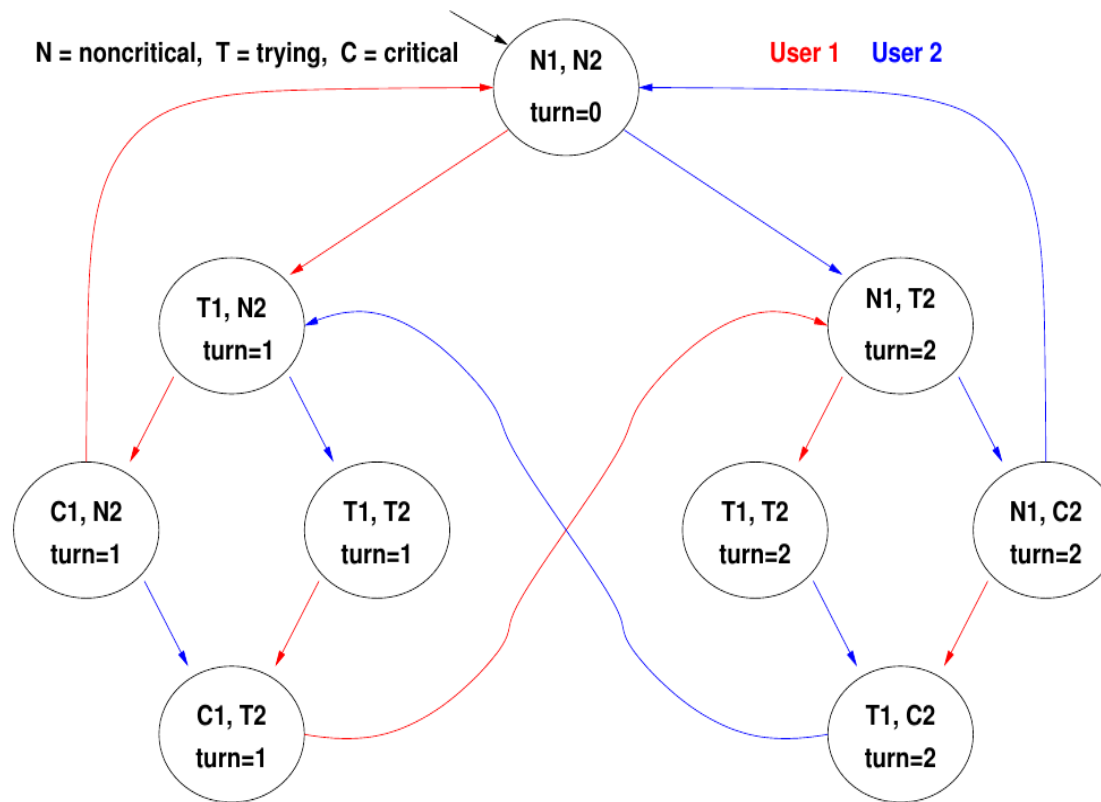 N = noncritical, T = trying, C = critical
User 1 User 2
N1, N2
turn=0
T1, N2
turn=1
N1, T2
turn=2
C1, N2
turn=1
T1, T2
turn=1
T1, T2
turn=2
N1, C2
turn=2
C1, T2
turn=1
T1, C2
turn=2